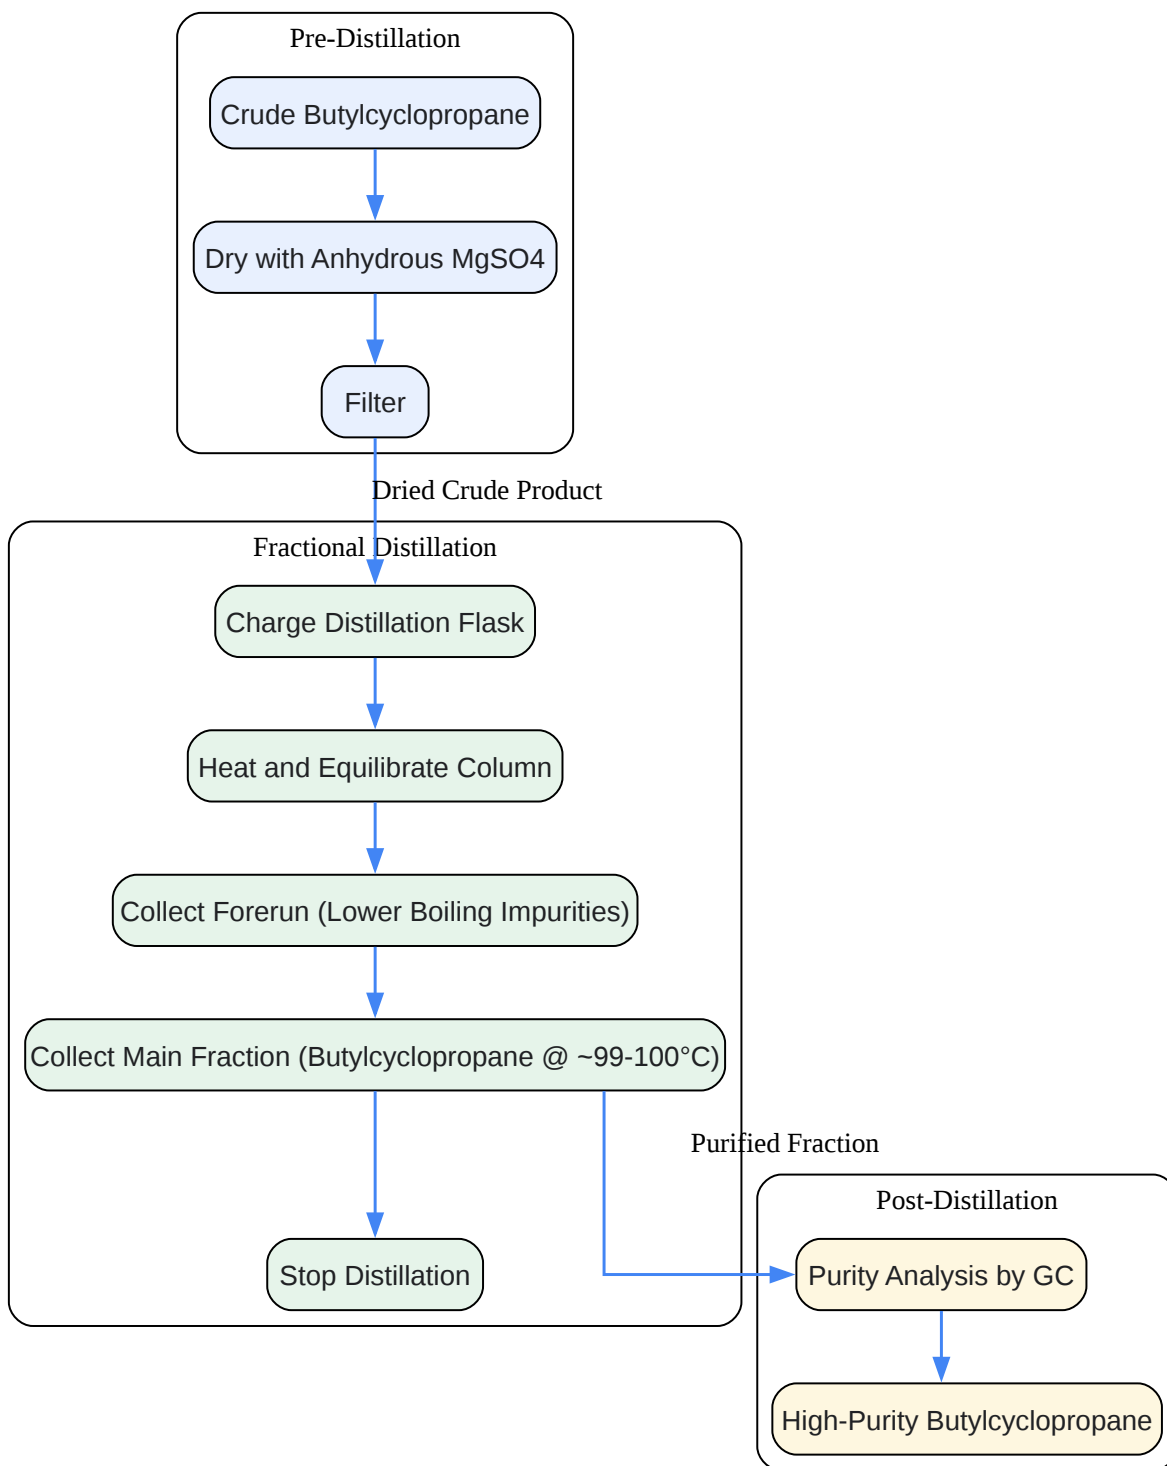 Pre-Distillation
Crude Butylcyclopropane
Dry with Anhydrous MgSO4
Filter
Dried Crude Product
Fractional Distillation
Charge Distillation Flask
Heat and Equilibrate Column
Collect Forerun (Lower Boiling Impurities)
Collect Main Fraction (Butylcyclopropane @ ~99-100°C)
Purified Fraction
Post-Distillation
Stop Distillation
Purity Analysis by GC
High-Purity Butylcyclopropane